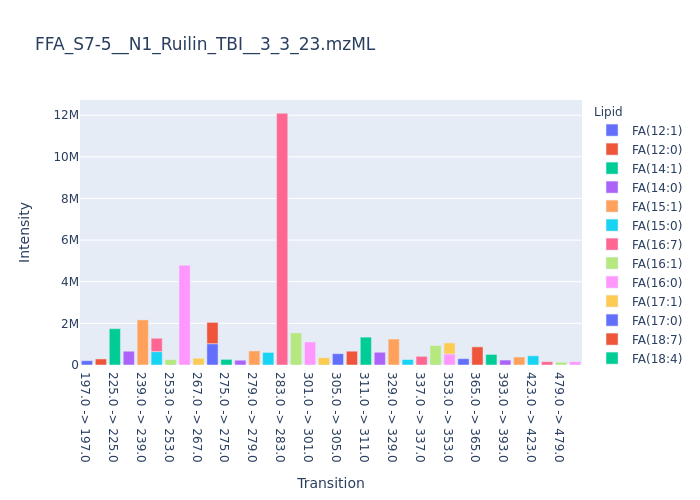 FFA_S7-5__N1_Ruilin_TBI__3_3_23.mzML
Lipid
FA(12:1)
FA(12:0)
FA(14:1)
FA(14:0)
FA(15:1)
FA(15:0)
FA(16:7)
FA(16:1)
FA(16:0)
FA(17:1)
FA(17:0)
FA(18:7)
FA(18:4)
Intensity
12M
10M
8M
6M
4M
2M
0
197.0 -> 197.0
225.0 -> 225.0
239.0 -> 239.0
253.0 -> 253.0
267.0 -> 267.0
275.0 -> 275.0
279.0 -> 279.0
283.0 -> 283.0
301.0 -> 301.0
305.0 -> 305.0
311.0 -> 311.0
329.0 -> 329.0
337.0 -> 337.0
353.0 -> 353.0
365.0 -> 365.0
393.0 -> 393.0
423.0 -> 423.0
479.0 -> 479.0
Transition